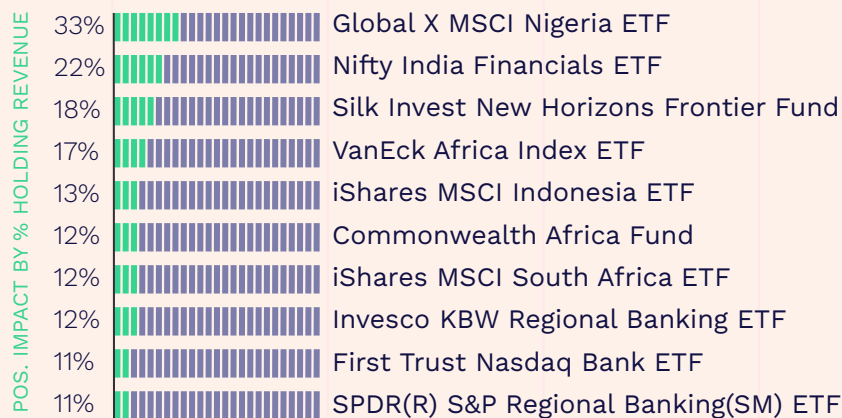 POS. IMPACT BY % HOLDING REVENUE
33% Global X MSCI Nigeria ETF
22% Nifty India Financials ETF
18% Silk Invest New Horizons Frontier Fund
17% VanEck Africa Index ETF
13% iShares MSCI Indonesia ETF
12% Commonwealth Africa Fund
12% iShares MSCI South Africa ETF
12% Invesco KBW Regional Banking ETF
11% First Trust Nasdaq Bank ETF
11% SPDR(R) S&P Regional Banking(SM) ETF